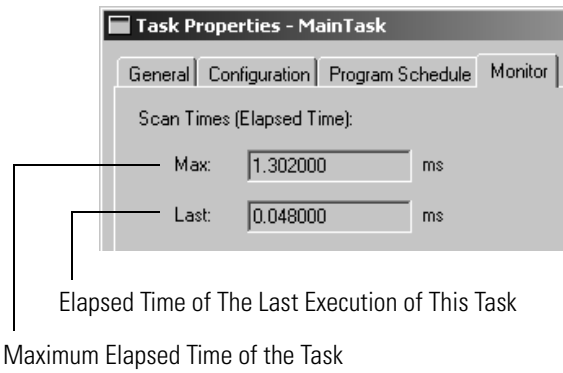 Task Properties - MainTask
General Configuration Program Schedule Monitor
Scan Times (Elapsed Time):
Max: 1.302000 ms
Last: 0.048000 ms
Elapsed Time of The Last Execution of This Task
Maximum Elapsed Time of the Task